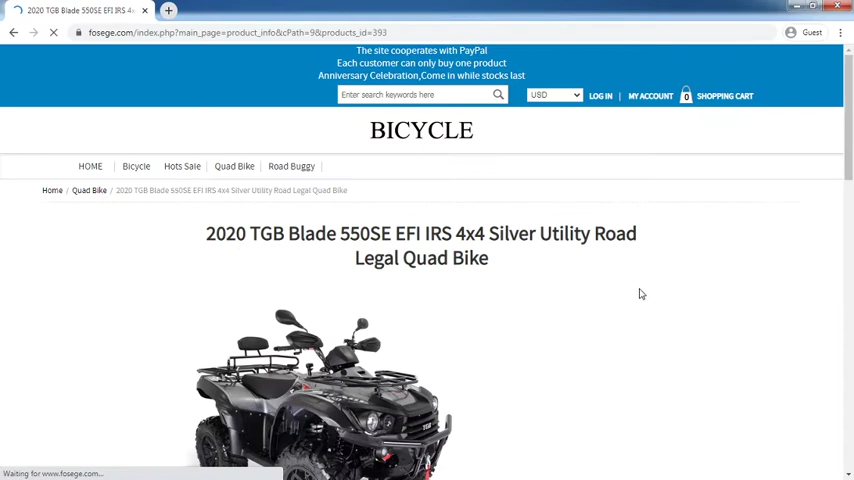 2020 TGB Blade 550SE EFI IRS 4x4
fosege.com/index.php?main_page=product_info&cPath=9&products_id=393
Guest
The site cooperates with PayPal
Each customer can only buy one product
Anniversary Celebration,Come in while stocks last
Enter search keywords here
USD
LOG IN | MY ACCOUNT 0 SHOPPING CART
BICYCLE
HOME | Bicycle Hots Sale | Quad Bike | Road Buggy |
Home / Quad Bike / 2020 TGB Blade 550SE EFI IRS 4x4 Silver Utility Road Legal Quad Bike
2020 TGB Blade 550SE EFI IRS 4x4 Silver Utility Road
Legal Quad Bike
TGB
Waiting for www.fosege.com...